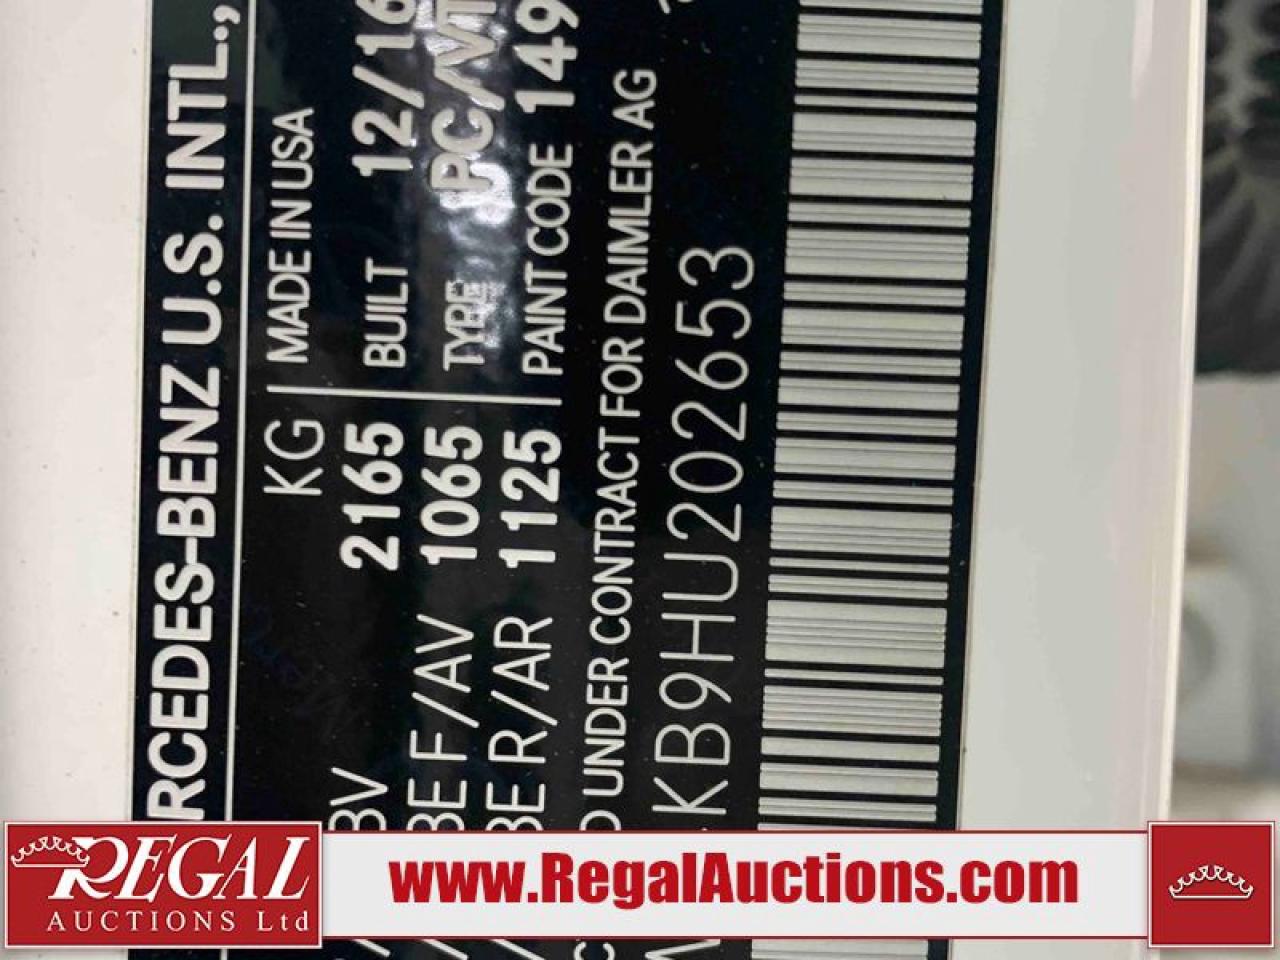 RCEDES-BENZ U.S. INTL.,
KG MADE IN USA
BV 2165 BUILT 12/16
BE F/AV 1065 TYPE PC/VT
BE R/AR 1125 PAINT CODE 149
D UNDER CONTRACT FOR DAIMLER AG
KB9HU202653
REGAL
AUCTIONS Ltd
www.RegalAuctions.com